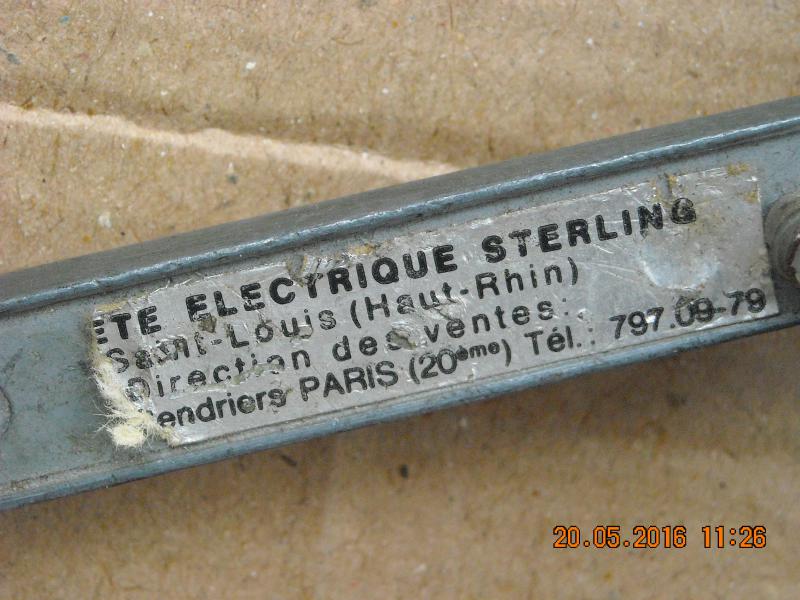 ÉTE ELECTRIQUE STERLING
Saint-Louis (Haut-Rhin)
Direction des ventes:
endriers PARIS (20ème) Tél.: 797.09-79
20.05.2016 11:26